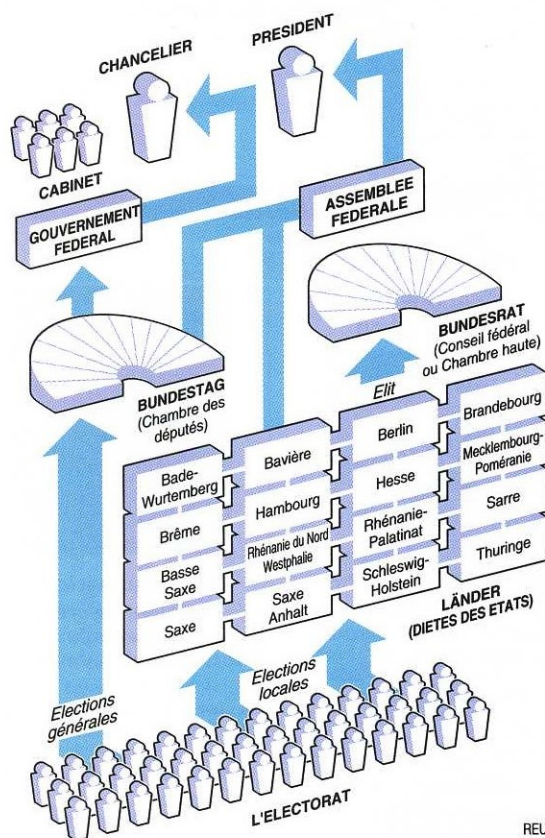 PRESIDENT
CHANCELIER
CABINET
GOUVERNEMENT
FEDERAL
ASSEMBLEE
FEDERALE
BUNDESRAT
(Conseil fédéral
ou Chambre haute)
BUNDESTAG
(Chambre des
députés)
Elit
Bade-
Wurtemberg
Bavière
Berlin
Brandebourg
Brême
Hambourg
Hesse
Mecklembourg-
Poméranie
Basse
Saxe
Rhénanie du Nord
Westphalie
Rhénanie-
Palatinat
Sarre
Saxe
Saxe
Anhalt
Schleswig-
Holstein
Thuringe
LÄNDER
(DIETES DES ETATS)
Elections
générales
Elections
locales
L'ELECTORAT
REU